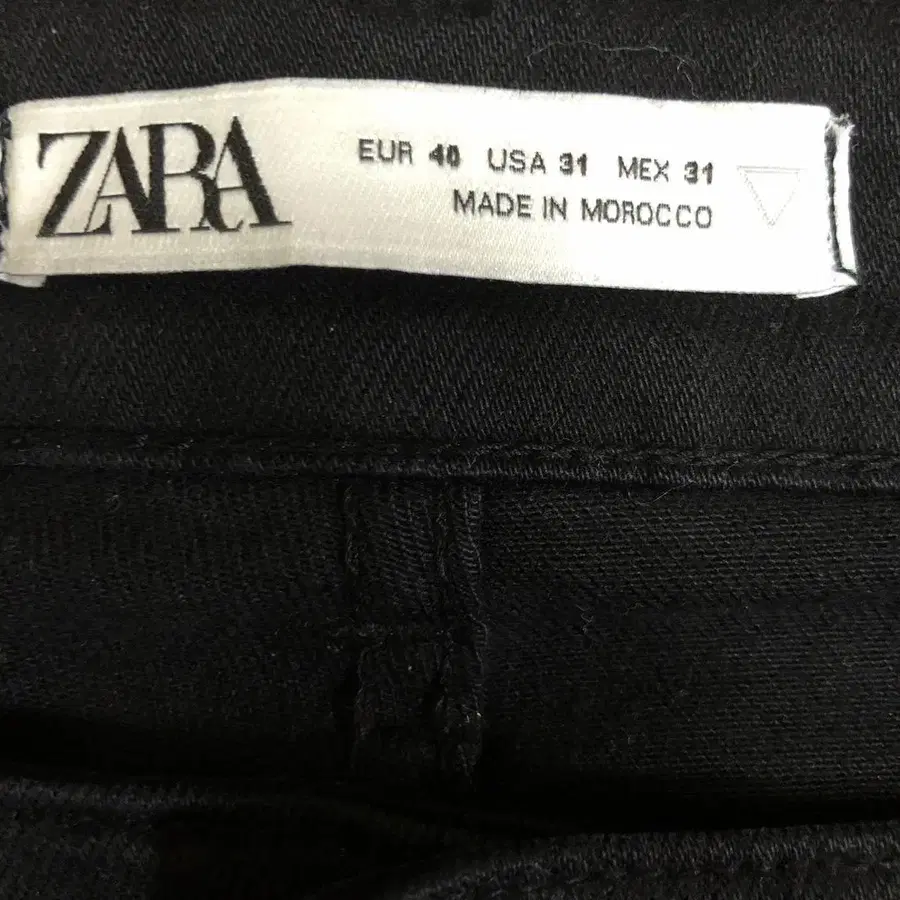 ZARA
EUR 40 USA 31 MEX 31
MADE IN MOROCCO